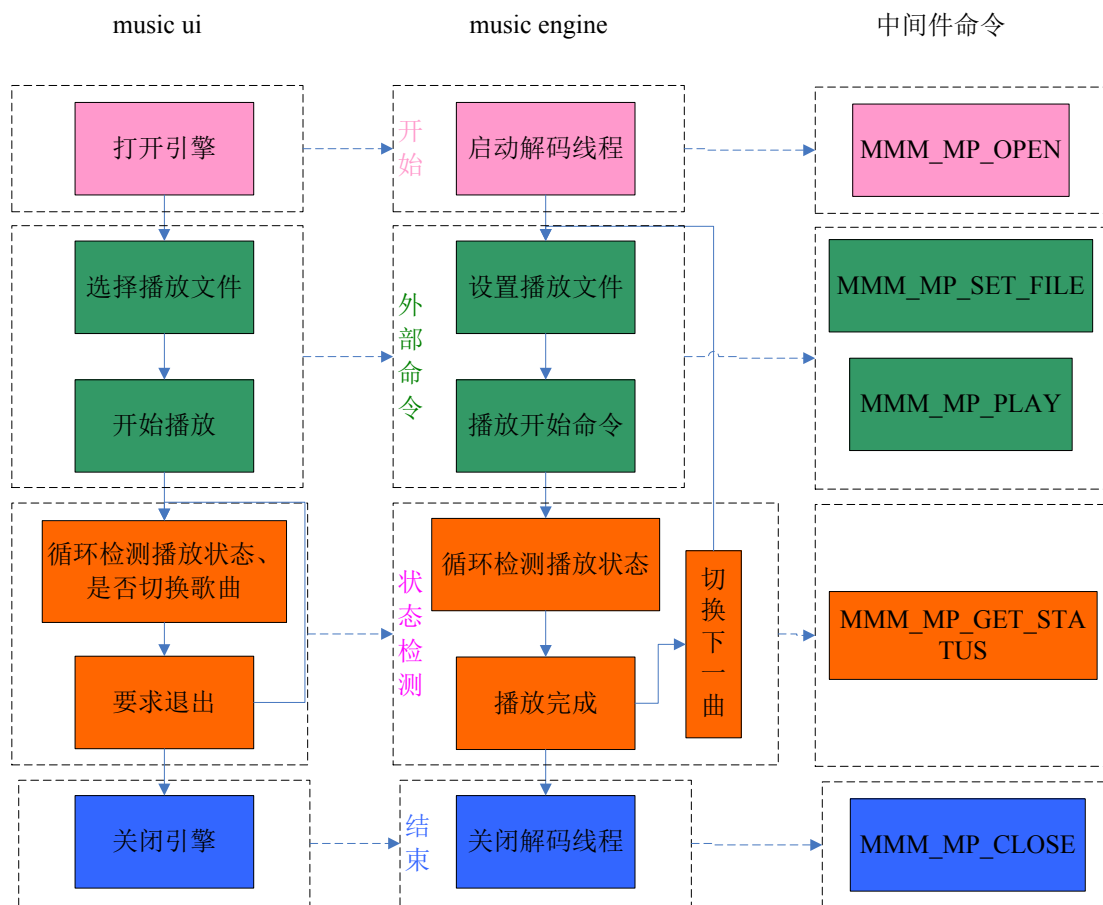 music ui
music engine
中间件命令
打开引擎
开
始
启动解码线程
MMM_MP_OPEN
选择播放文件
设置播放文件
MMM_MP_SET_FILE
外
部
命
令
开始播放
播放开始命令
MMM_MP_PLAY
循环检测播放状态、
是否切换歌曲
状
态
检
测
循环检测播放状态
切
换
下
一
曲
MMM_MP_GET_STA
TUS
要求退出
播放完成
关闭引擎
结
束
关闭解码线程
MMM_MP_CLOSE